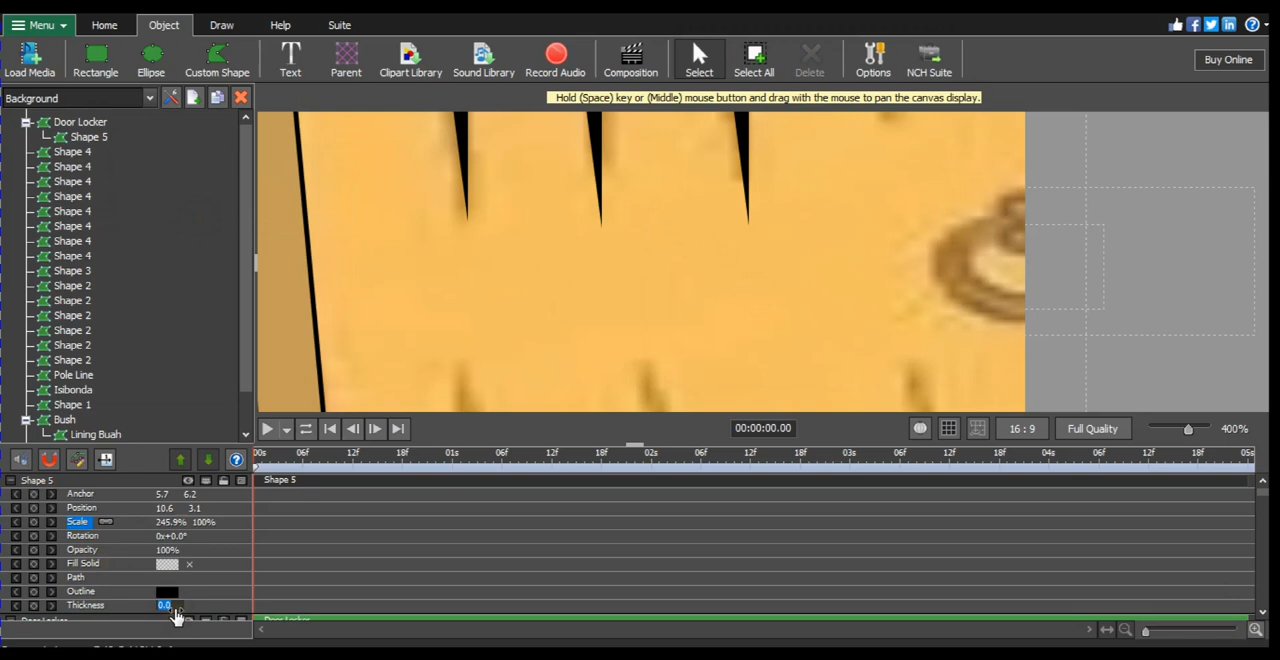 Menu Home Object Draw Help Suite
Load Media Rectangle Ellipse Custom Shape Text Parent Clipart Library Sound Library Record Audio Composition Select Select All Delete Options NCH Suite Buy Online
Background
Hold (Space) key or (Middle) mouse button and drag with the mouse to pan the canvas display.
Door Locker
Shape 5
Shape 4
Shape 4
Shape 4
Shape 4
Shape 4
Shape 4
Shape 4
Shape 4
Shape 3
Shape 2
Shape 2
Shape 2
Shape 2
Shape 2
Shape 2
Pole Line
Isibonda
Shape 1
Bush
Lining Buah
00:00:00.00 16 : 9 Full Quality 400%
00s 06f 12f 18f 01s 06f 12f 18f 02s 06f 12f 18f 03s 06f 12f 18f 04s 06f 12f 18f 05s
Shape 5 Shape 5
Anchor 5.7 6.2
Position 10.6 3.1
Scale 245.9% 100%
Rotation 0x+0.0°
Opacity 100%
Fill Solid
Path
Outline
Thickness 0.0